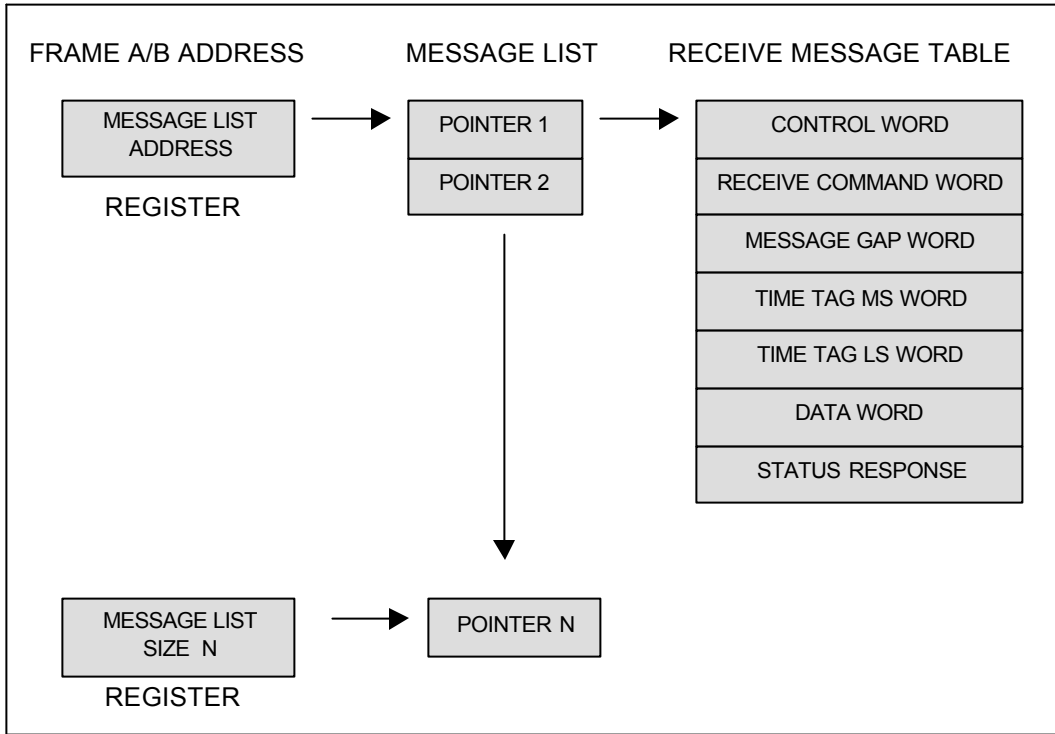 FRAME A/B ADDRESS
MESSAGE LIST
ADDRESS
REGISTER
MESSAGE LIST
POINTER 1
POINTER 2
RECEIVE MESSAGE TABLE
CONTROL WORD
RECEIVE COMMAND WORD
MESSAGE GAP WORD
TIME TAG MS WORD
TIME TAG LS WORD
DATA WORD
STATUS RESPONSE
MESSAGE LIST
SIZE N
REGISTER
POINTER N